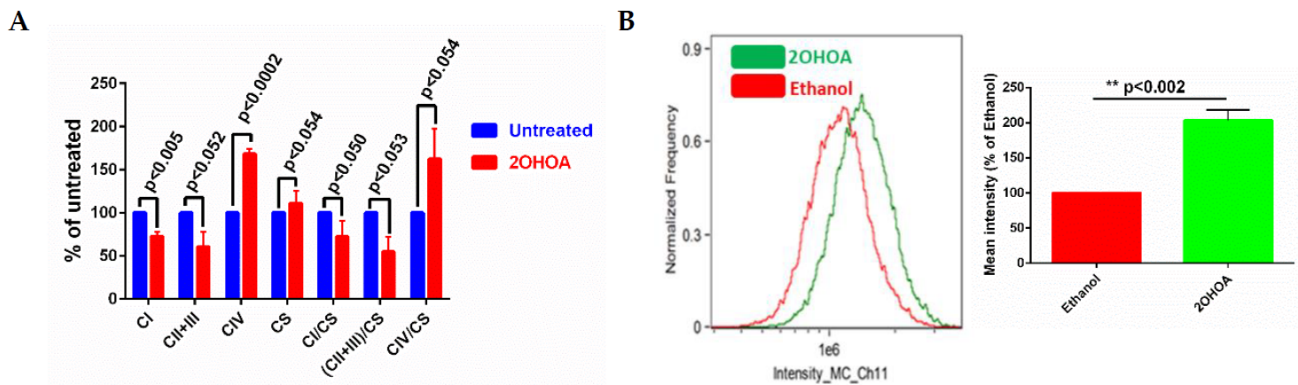 A
% of untreated
250
200
150
100
50
0
p<0.005
p<0.052
p<0.0002
p<0.054
p<0.050
p<0.053
p<0.054
CI
CII+III
CIV
CS
CI/CS
(CII+III)/CS
CIV/CS
Untreated
2OHOA
B
Normalized Frequency
0.9
0.6
0.3
0
2OHOA
Ethanol
1e6
Intensity_MC_Ch11
Mean intensity (% of Ethanol)
250
200
150
100
50
0
** p<0.002
Ethanol
2OHOA